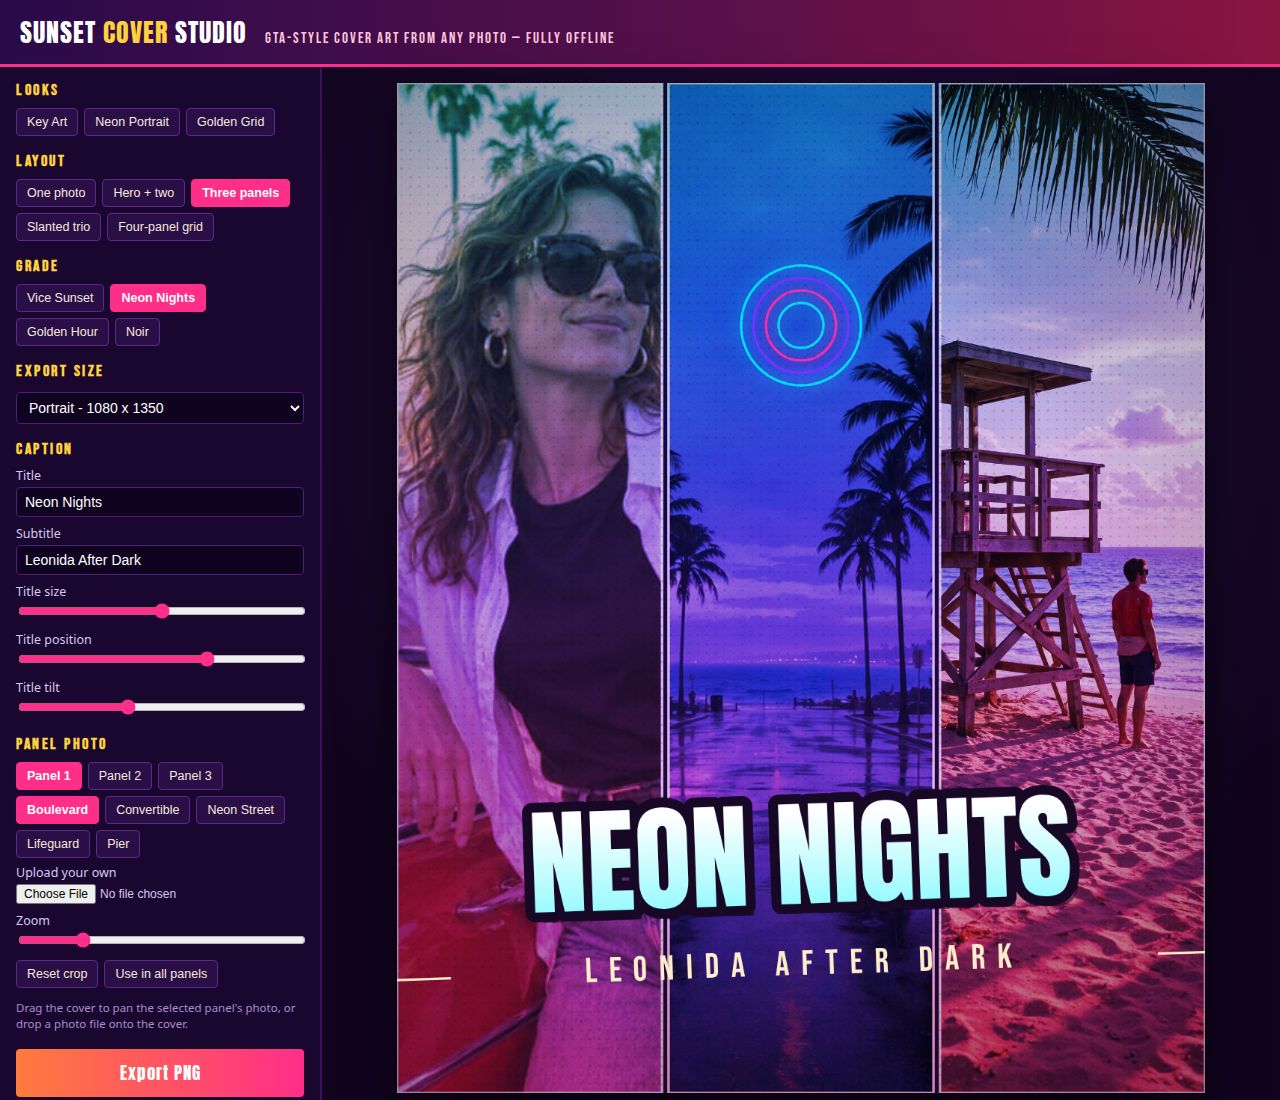 SUNSET COVER STUDIO GTA-STYLE COVER ART FROM ANY PHOTO — FULLY OFFLINE
LOOKS
Key Art Neon Portrait Golden Grid
LAYOUT
One photo Hero + two Three panels
Slanted trio Four-panel grid
GRADE
Vice Sunset Neon Nights
Golden Hour Noir
EXPORT SIZE
Portrait - 1080 x 1350
CAPTION
Title
Neon Nights
Subtitle
Leonida After Dark
Title size
Title position
Title tilt
PANEL PHOTO
Panel 1 Panel 2 Panel 3
Boulevard Convertible Neon Street
Lifeguard Pier
Upload your own
Choose File No file chosen
Zoom
Reset crop Use in all panels
Drag the cover to pan the selected panel's photo, or
drop a photo file onto the cover.
Export PNG
NEON NIGHTS
LEONIDA AFTER DARK